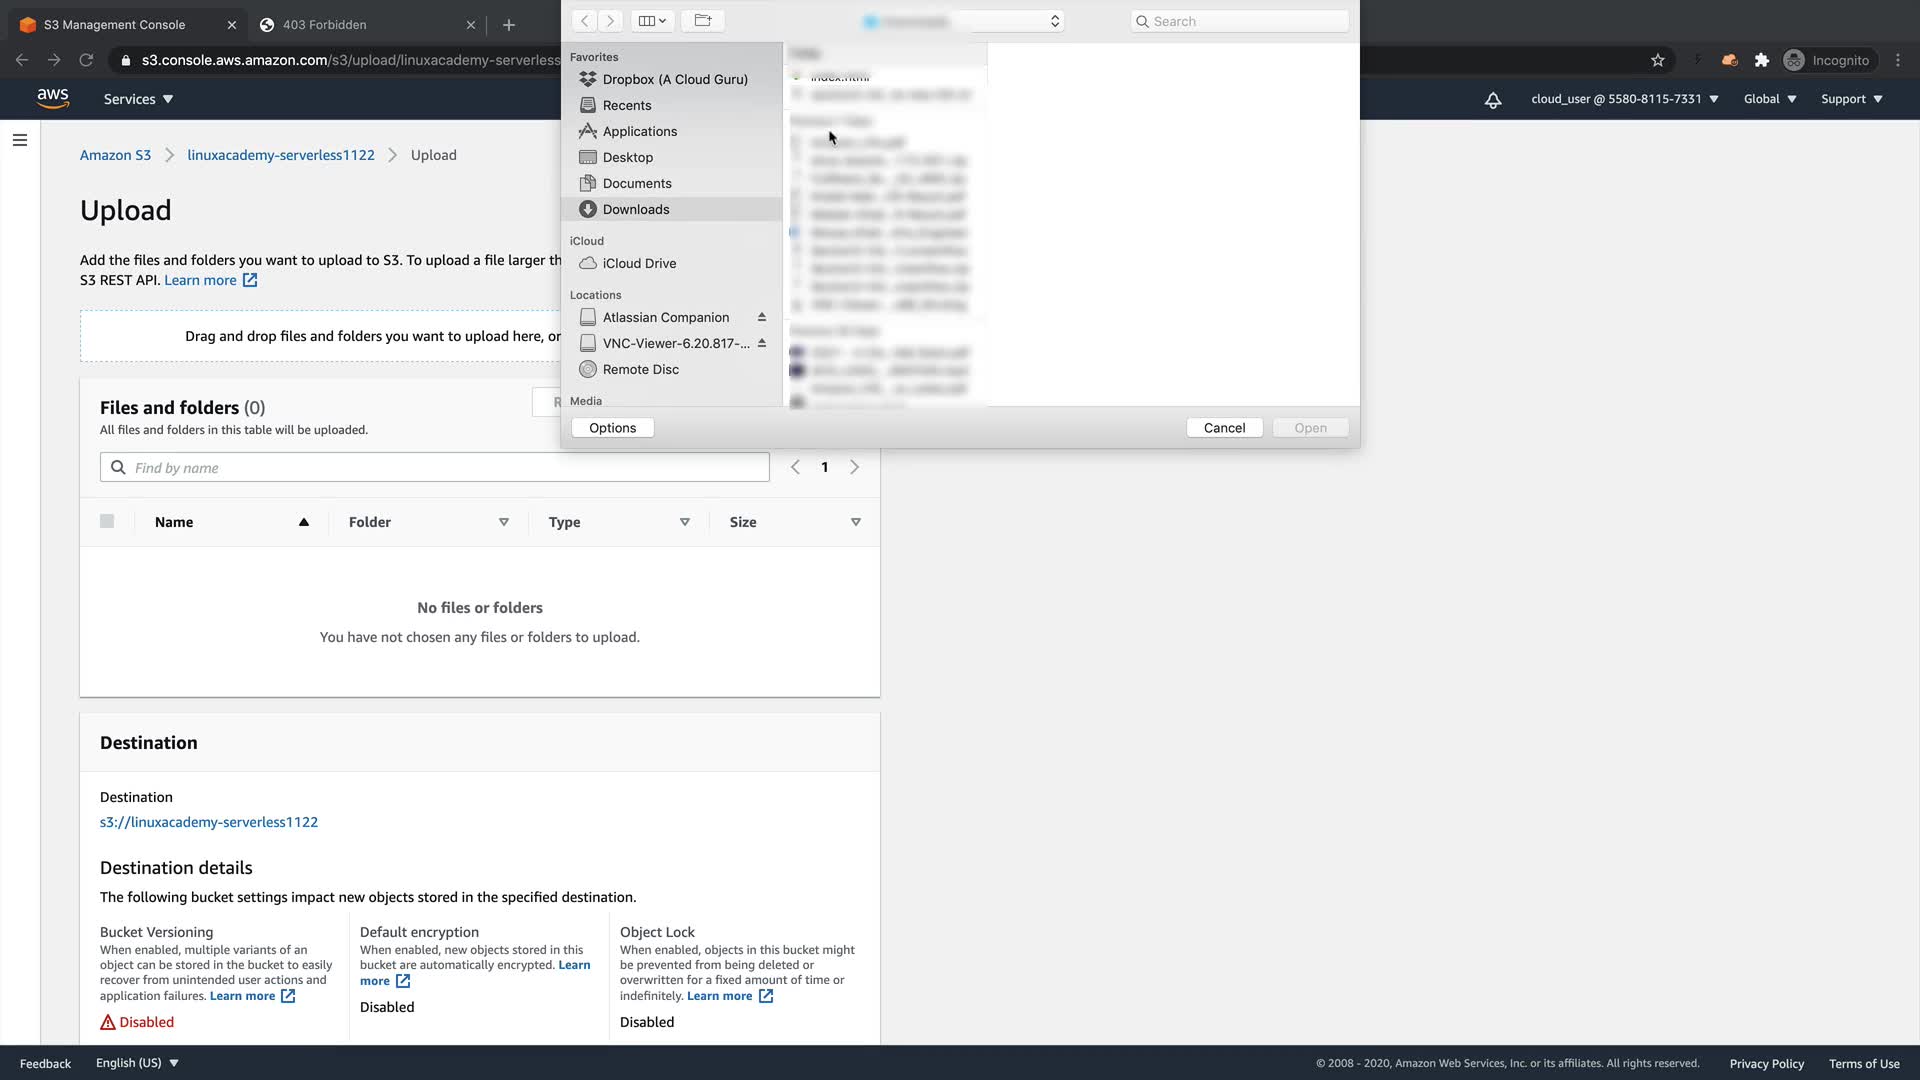 S3 Management Console
403 Forbidden
s3.console.aws.amazon.com/s3/upload/linuxacademy-serverless
Incognito
Search
aws
Services
cloud_user @ 5580-8115-7331
Global
Support
Favorites
Dropbox (A Cloud Guru)
Recents
Applications
Desktop
Documents
Downloads
iCloud
iCloud Drive
Locations
Atlassian Companion
VNC-Viewer-6.20.817-...
Remote Disc
Media
index.html
Options
Cancel
Open
Amazon S3
linuxacademy-serverless1122
Upload
Upload
Add the files and folders you want to upload to S3. To upload a file larger
S3 REST API. Learn more
Drag and drop files and folders you want to upload here,
Files and folders (0)
All files and folders in this table will be uploaded.
Find by name
1
Name
Folder
Type
Size
No files or folders
You have not chosen any files or folders to upload.
Destination
Destination
s3://linuxacademy-serverless1122
Destination details
The following bucket settings impact new objects stored in the specified destination.
Bucket Versioning
When enabled, multiple variants of an
object can be stored in the bucket to easily
recover from unintended user actions and
application failures. Learn more
Disabled
Default encryption
When enabled, new objects stored in this
bucket are automatically encrypted. Learn
more
Disabled
Object Lock
When enabled, objects in this bucket might
be prevented from being deleted or
overwritten for a fixed amount of time or
indefinitely. Learn more
Disabled
Feedback
English (US)
© 2008 - 2020, Amazon Web Services, Inc. or its affiliates. All rights reserved.
Privacy Policy
Terms of Use